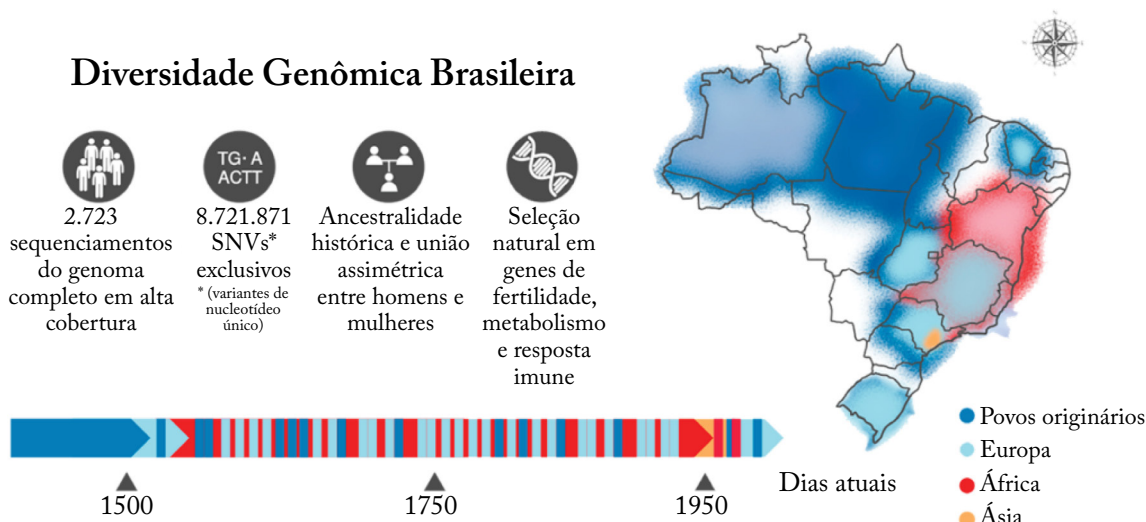 Diversidade Genômica Brasileira
2.723
sequenciamentos
do genoma
completo em alta
cobertura
TG· A
ACTT
8.721.871
SNVs*
exclusivos
* (variantes de
nucleotídeo
único)
Ancestralidade
histórica e união
assimétrica
entre homens e
mulheres
Seleção
natural em
genes de
fertilidade,
metabolismo
e resposta
imune
1500
1750
1950
Dias atuais
Povos originários
Europa
África
Ásia